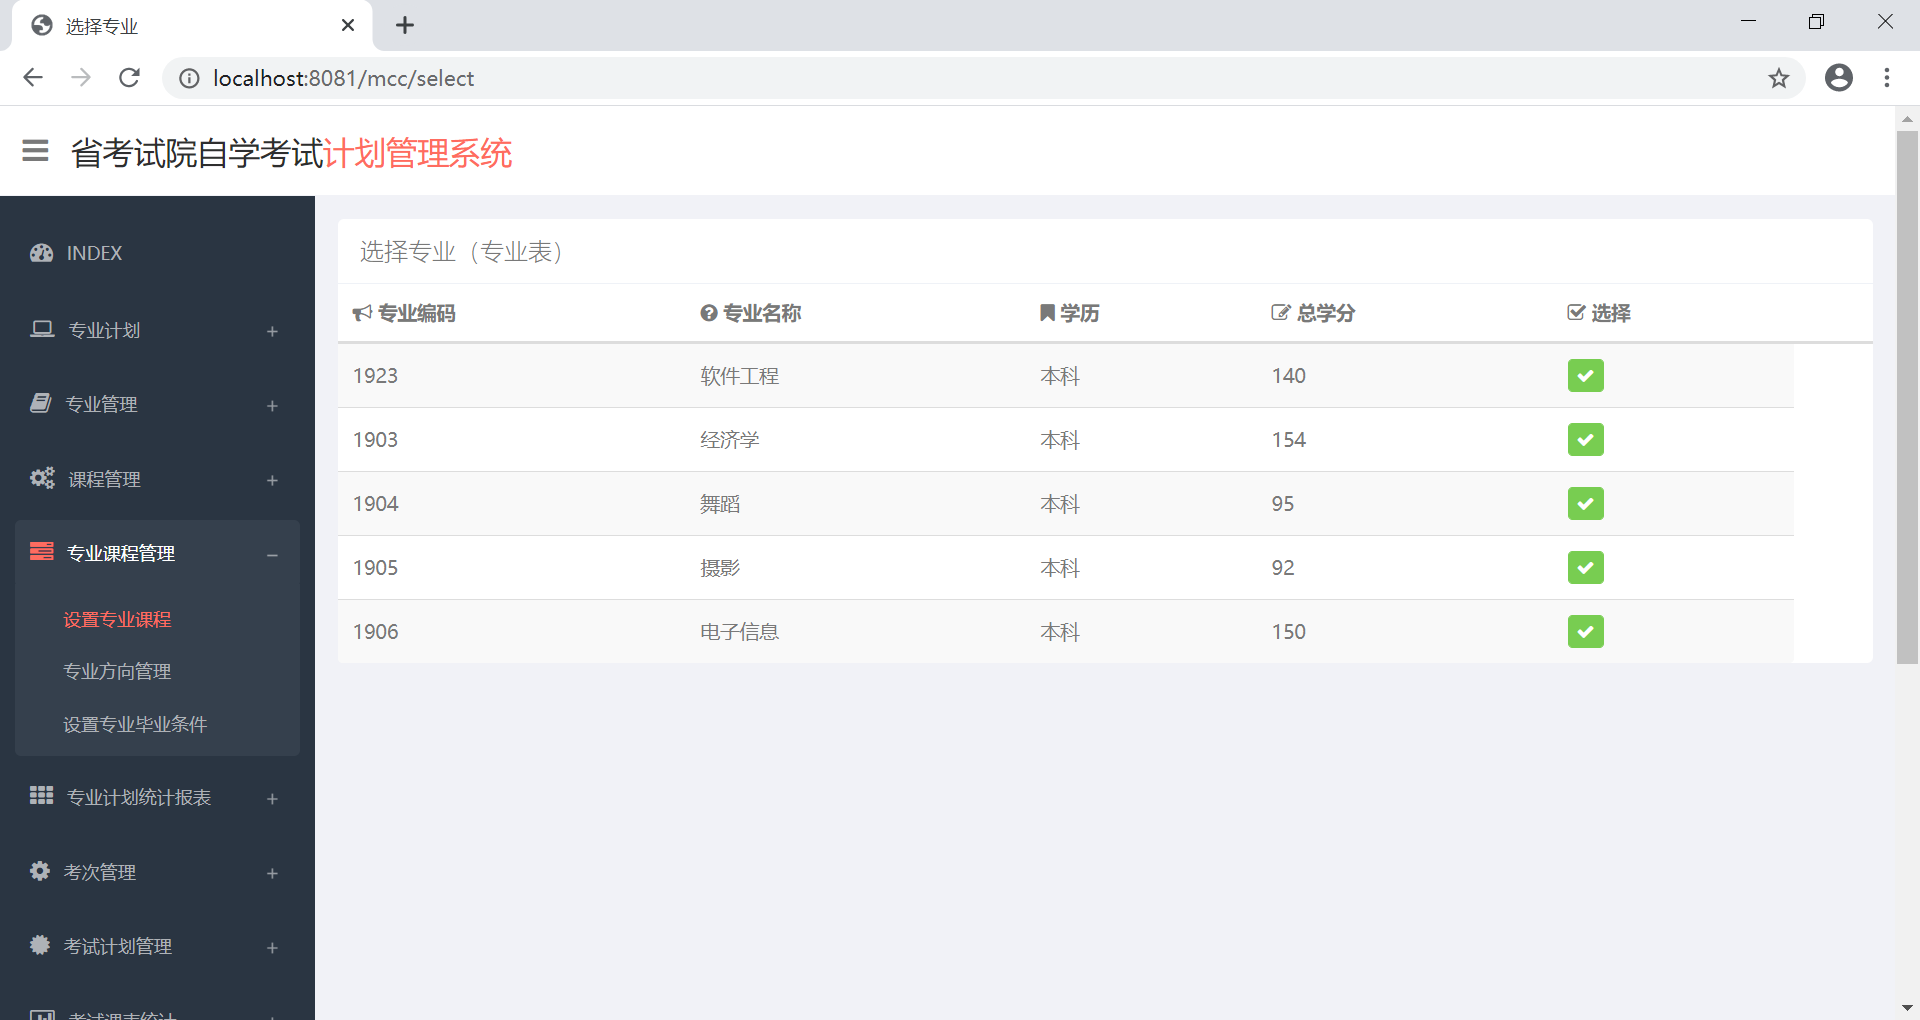 选择专业
localhost:8081/mcc/select
省考试院自学考试计划管理系统
INDEX
专业计划 +
专业管理 +
课程管理 +
专业课程管理 −
设置专业课程
专业方向管理
设置专业毕业条件
专业计划统计报表 +
考次管理 +
考试计划管理 +
考试课表统计
选择专业（专业表）
专业编码 专业名称 学历 总学分 选择
1923 软件工程 本科 140
1903 经济学 本科 154
1904 舞蹈 本科 95
1905 摄影 本科 92
1906 电子信息 本科 150